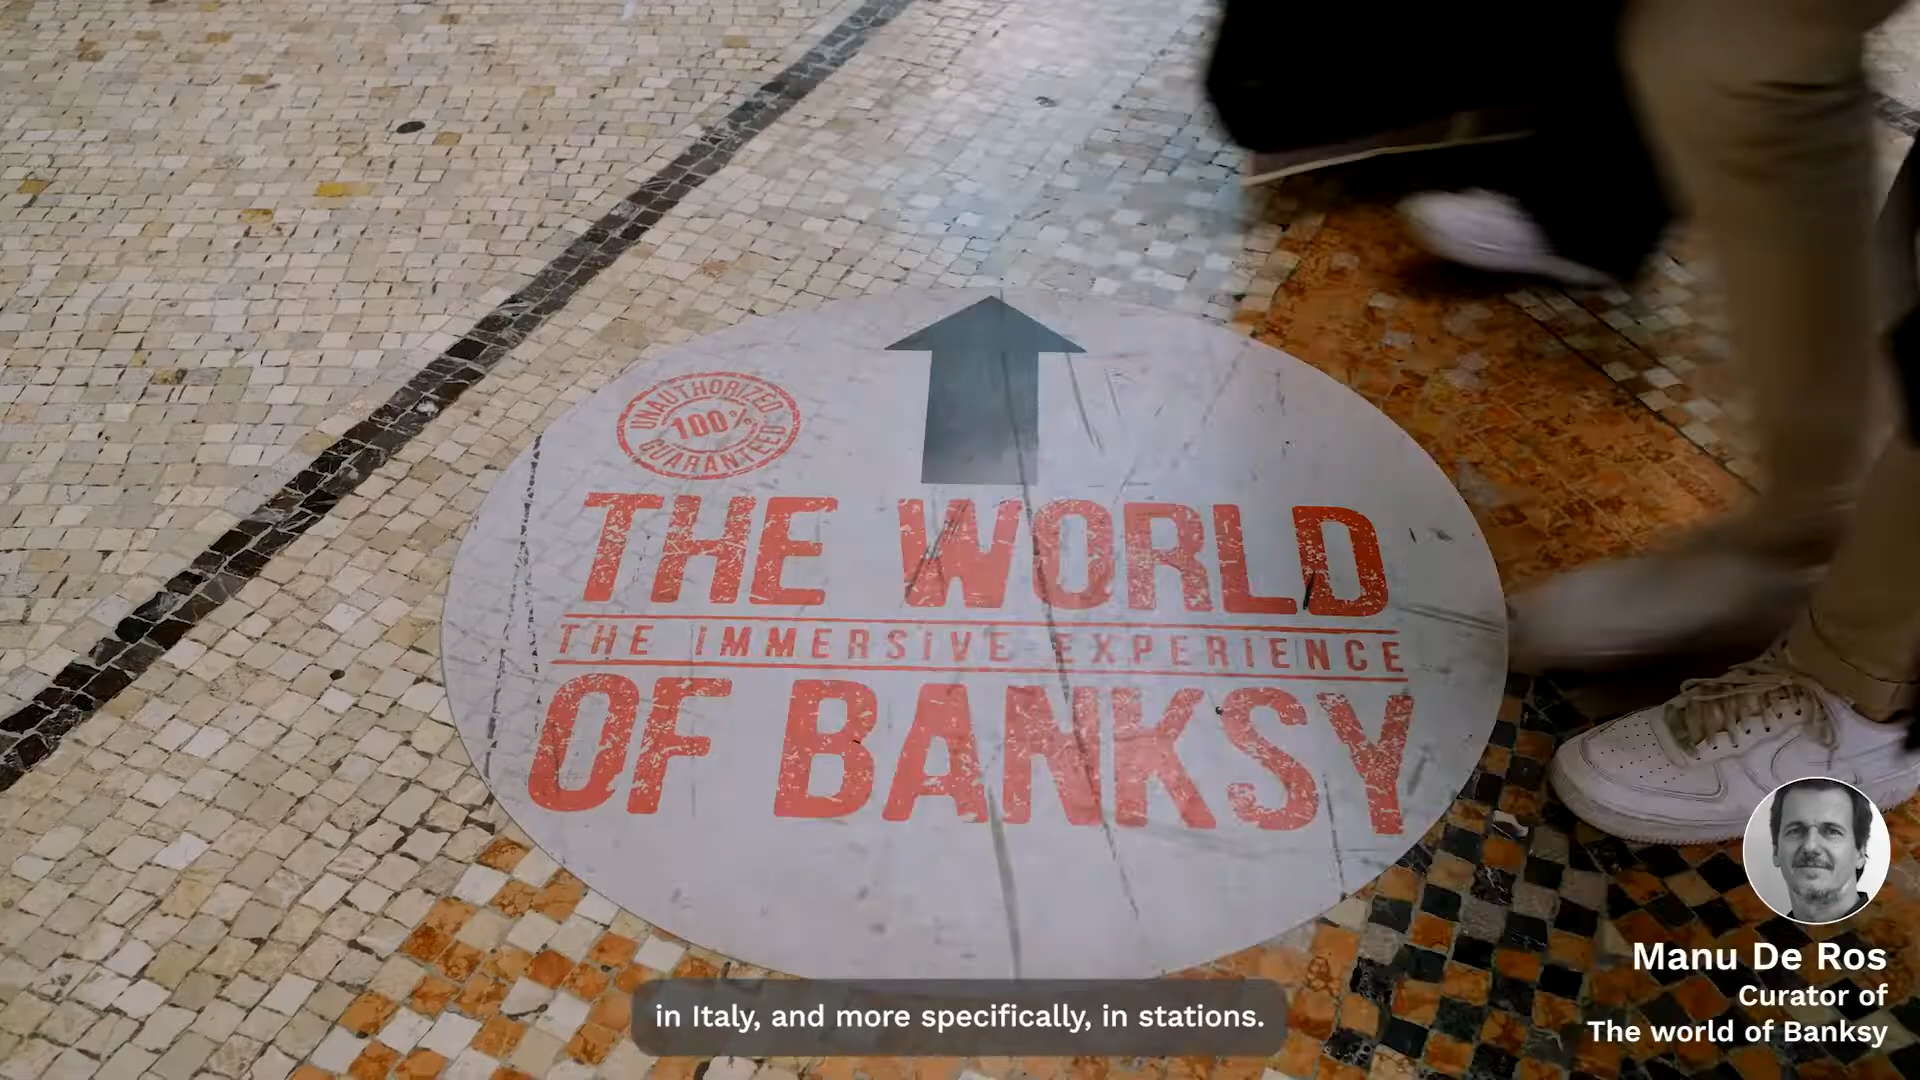 UNAUTHORIZED
100%
GUARANTEED
THE WORLD
THE IMMERSIVE EXPERIENCE
OF BANKSY
Manu De Ros
Curator of
The world of Banksy
in Italy, and more specifically, in stations.